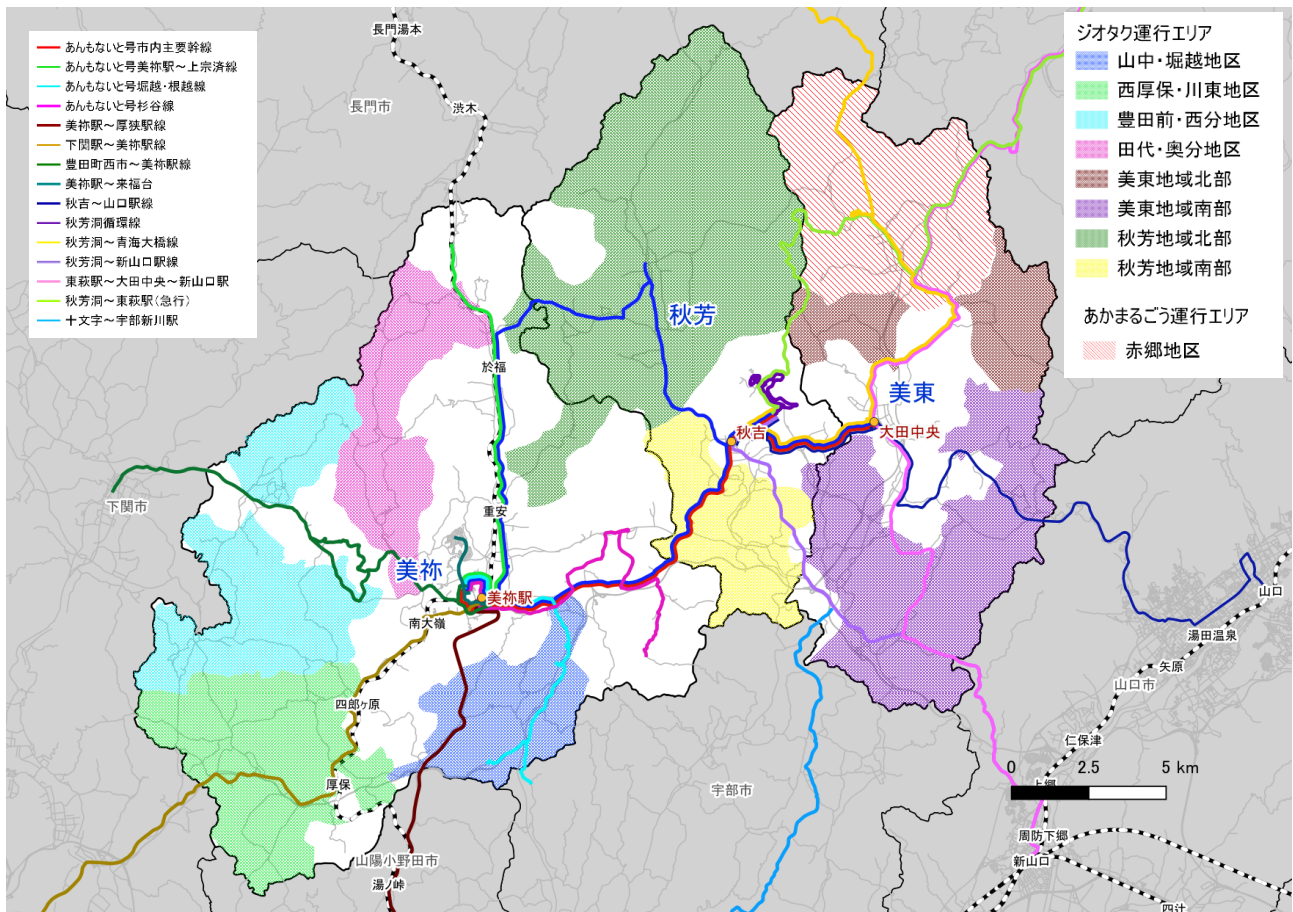 あんもないと号市内主要幹線
あんもないと号美祢駅～上宗済線
あんもないと号堀越・根越線
あんもないと号杉谷線
美祢駅～厚狭駅線
下関駅～美祢駅線
豊田町西市～美祢駅線
美祢駅～来福台
秋吉～山口駅線
秋芳洞循環線
秋芳洞～青海大橋線
秋芳洞～新山口駅線
東萩駅～大田中央～新山口駅
秋芳洞～東萩駅(急行)
十文字～宇部新川駅
ジオタク運行エリア
山中・堀越地区
西厚保・川東地区
豊田前・西分地区
田代・奥分地区
美東地域北部
美東地域南部
秋芳地域北部
秋芳地域南部
あかまるごう運行エリア
赤郷地区
長門湯本
長門市
渋木
秋芳
於福
美東
秋吉
大田中央
下関市
重安
美祢
美祢駅
南大嶺
山口
湯田温泉
矢原
山口市
四郎ヶ原
仁保津
0 2.5 5 km
厚保
上郷
宇部市
周防下郷
山陽小野田市
新山口
湯ノ峠
四辻